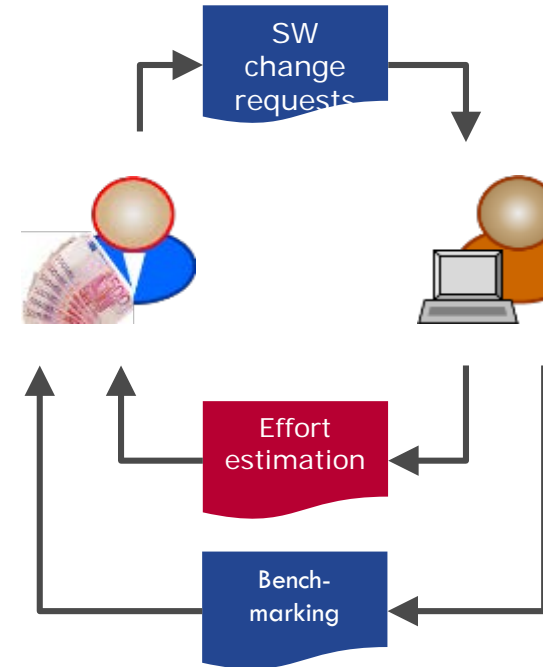 SW
change
requests
Effort
estimation
Bench-
marking